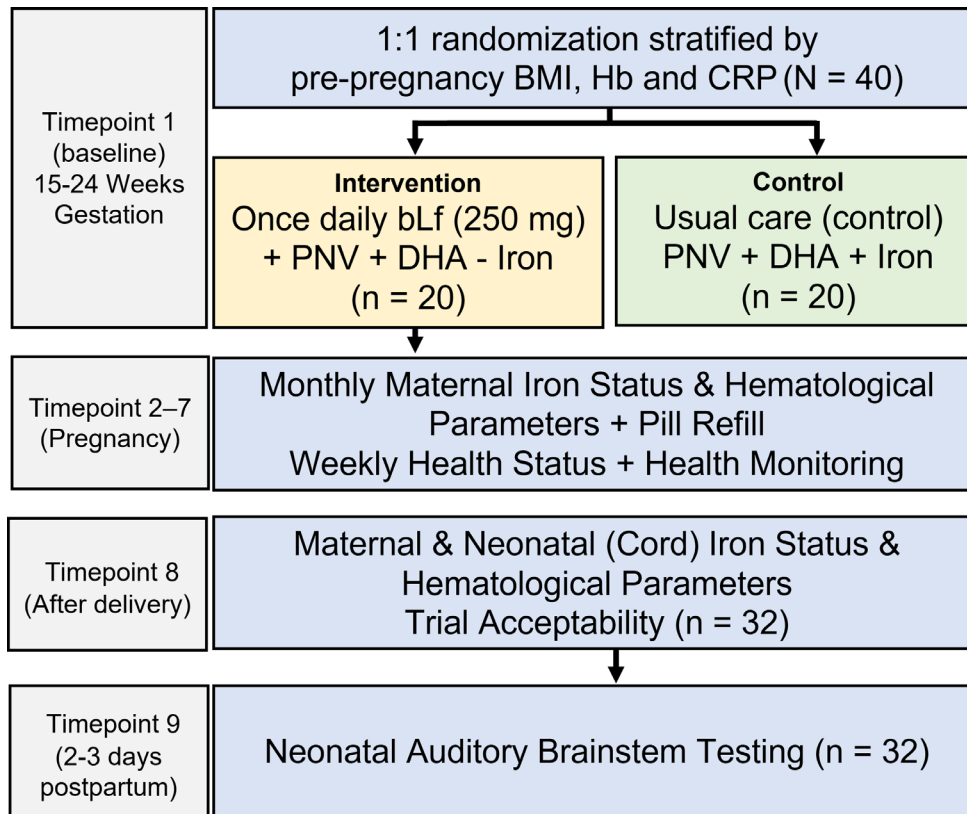 Timepoint 1
(baseline)
15-24 Weeks
Gestation
1:1 randomization stratified by
pre-pregnancy BMI, Hb and CRP (N = 40)
Intervention
Once daily bLf (250 mg)
+ PNV + DHA - Iron
(n = 20)
Control
Usual care (control)
PNV + DHA + Iron
(n = 20)
Timepoint 2–7
(Pregnancy)
Monthly Maternal Iron Status & Hematological
Parameters + Pill Refill
Weekly Health Status + Health Monitoring
Timepoint 8
(After delivery)
Maternal & Neonatal (Cord) Iron Status &
Hematological Parameters
Trial Acceptability (n = 32)
Timepoint 9
(2-3 days
postpartum)
Neonatal Auditory Brainstem Testing (n = 32)